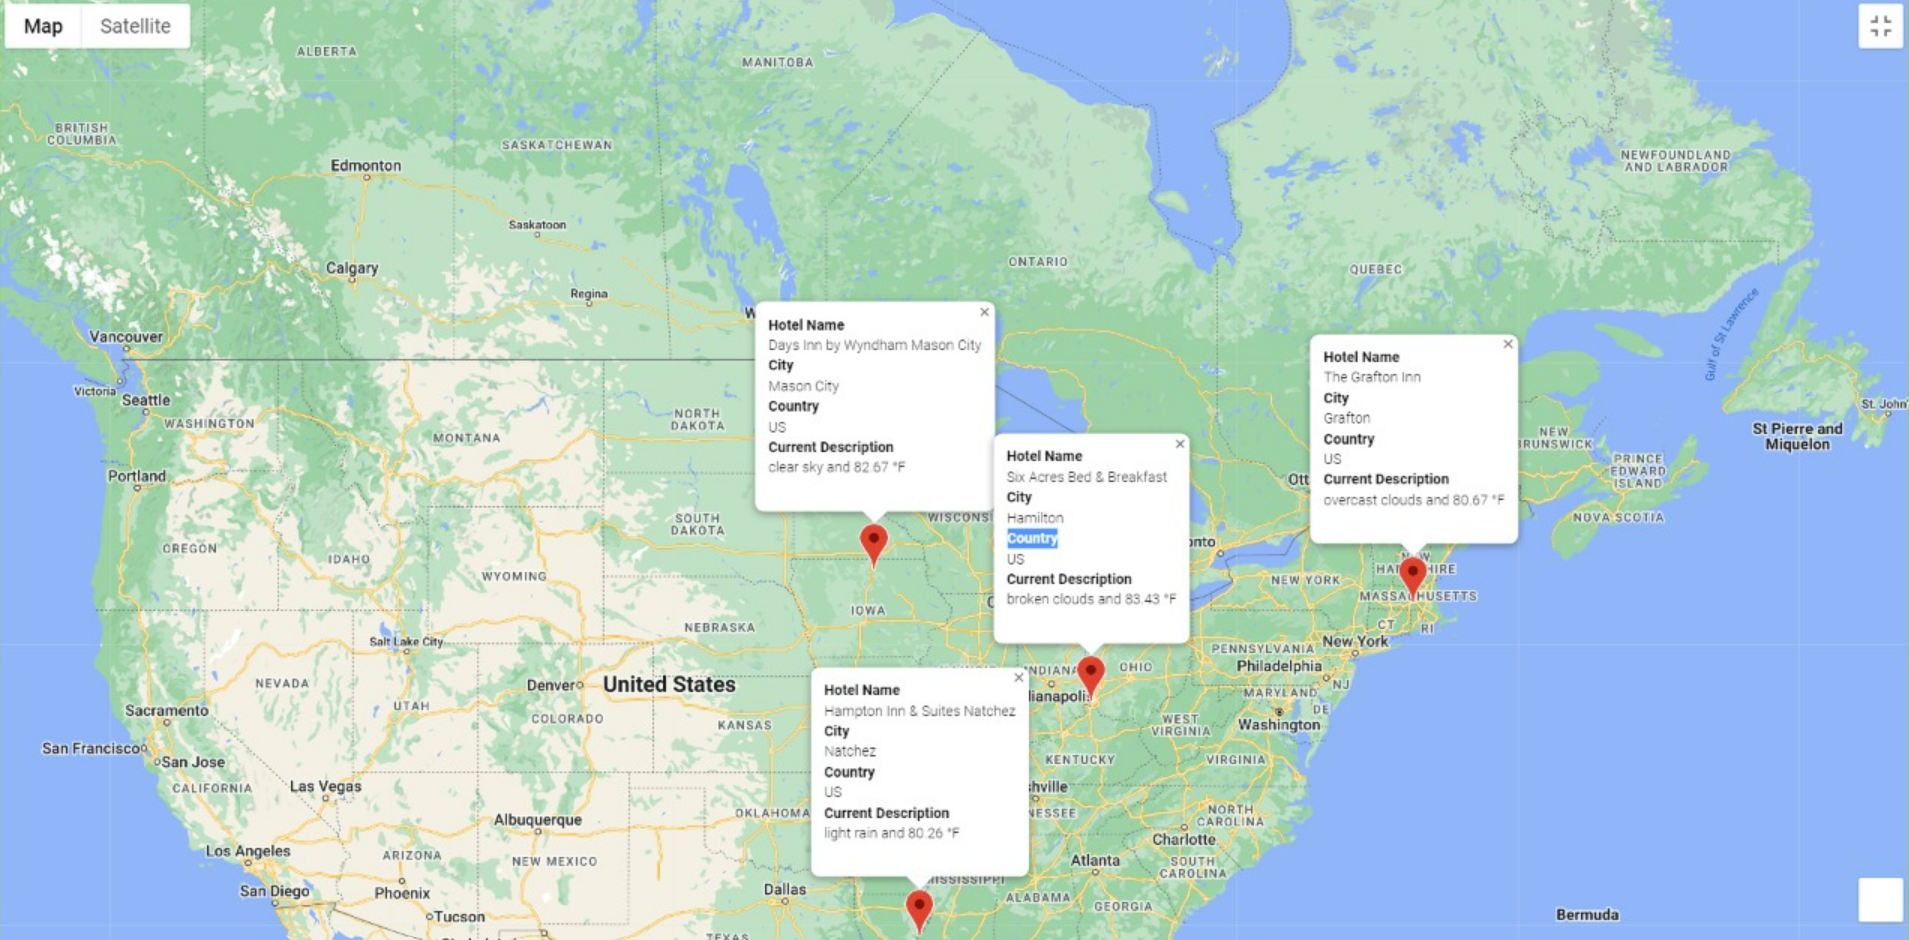 Map
Satellite
ALBERTA
MANITOBA
BRITISH
COLUMBIA
SASKATCHEWAN
NEWFOUNDLAND
AND LABRADOR
Edmonton
Saskatoon
Calgary
ONTARIO
QUEBEC
Regina
Gulf of St Lawrence
Vancouver
Victoria
Seattle
WASHINGTON
NORTH
DAKOTA
MONTANA
Hotel Name
Days Inn by Wyndham Mason City
City
Mason City
Country
US
Current Description
clear sky and 82.67 °F
Hotel Name
The Grafton Inn
City
Grafton
Country
US
Current Description
overcast clouds and 80.67 °F
St. John'
St Pierre and
Miquelon
NEW
BRUNSWICK
PRINCE
EDWARD
ISLAND
NOVA SCOTIA
Ott
Portland
Hotel Name
Six Acres Bed & Breakfast
City
Hamilton
Country
US
Current Description
broken clouds and 83.43 °F
SOUTH
DAKOTA
WISCONS
onto
OREGON
IDAHO
WYOMING
NEW
HAMPSHIRE
NEW YORK
MASSACHUSETTS
IOWA
CT
RI
NEBRASKA
Salt Lake City
New York
PENNSYLVANIA
Philadelphia
INDIANA
OHIO
NJ
NEVADA
Denver
United States
dianapolis
MARYLAND
DE
Sacramento
UTAH
COLORADO
KANSAS
WEST
VIRGINIA
Washington
San Francisco
San Jose
KENTUCKY
VIRGINIA
Hotel Name
Hampton Inn & Suites Natchez
City
Natchez
Country
US
Current Description
light rain and 80.26 °F
CALIFORNIA
Las Vegas
shville
NESSEE
OKLAHOMA
Albuquerque
NORTH
CAROLINA
Charlotte
Los Angeles
ARIZONA
NEW MEXICO
Atlanta
SOUTH
CAROLINA
San Diego
Phoenix
Dallas
MISSISSIPPI
ALABAMA
GEORGIA
Tucson
Bermuda
TEXAS